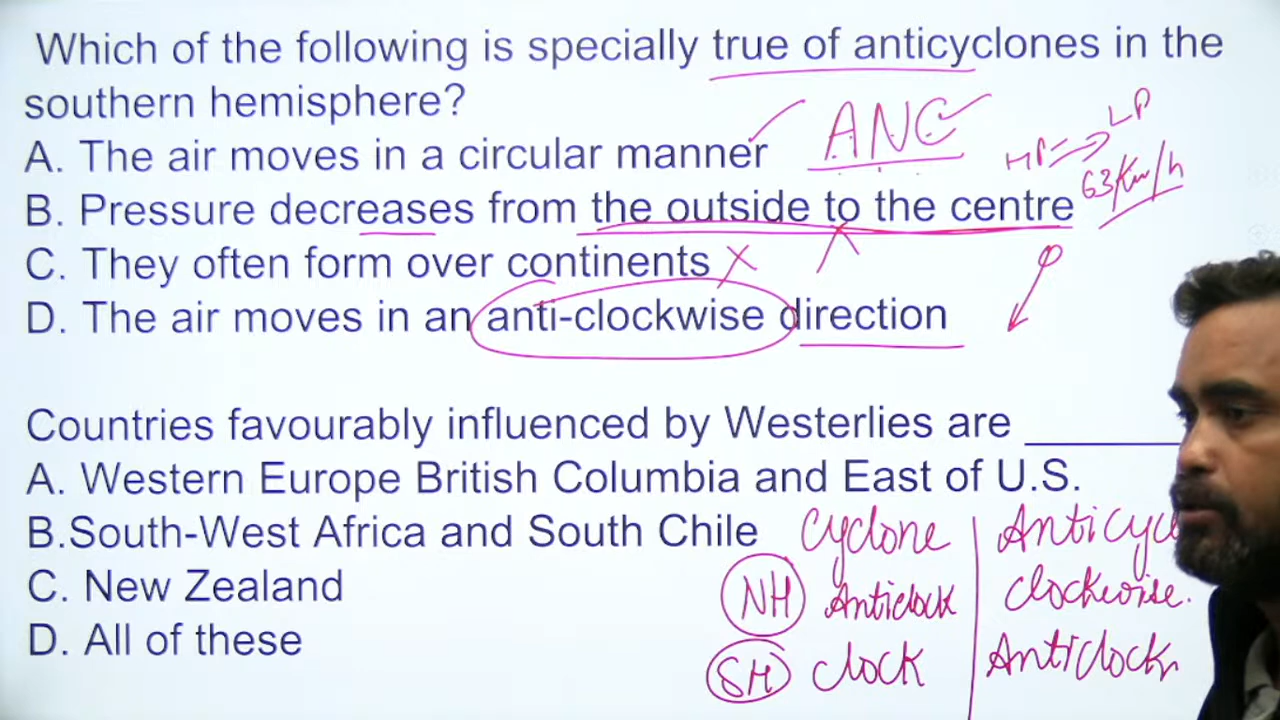 Which of the following is specially true of anticyclones in the
southern hemisphere?
A. The air moves in a circular manner
ANC
HP LP
B. Pressure decreases from the outside to the centre
63Km/h
C. They often form over continents
D. The air moves in an anti-clockwise direction
Countries favourably influenced by Westerlies are ________
A. Western Europe British Columbia and East of U.S.
B.South-West Africa and South Chile
Cyclone
C. New Zealand
NH Anticlock clockwise.
D. All of these
SH clock Anticlock